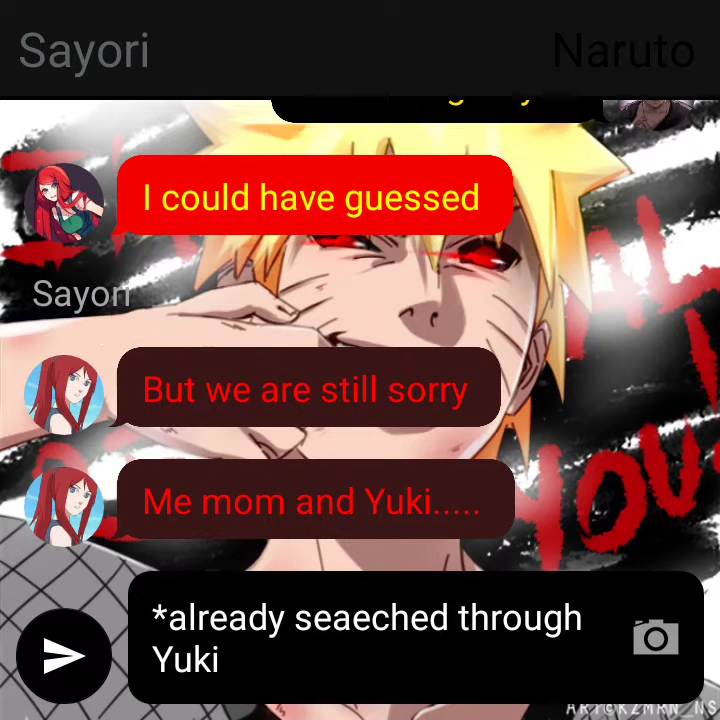 Sayori Naruto
I could have guessed
Sayori
But we are still sorry
Me mom and Yuki.....
YOU
*already seaeched through
Yuki